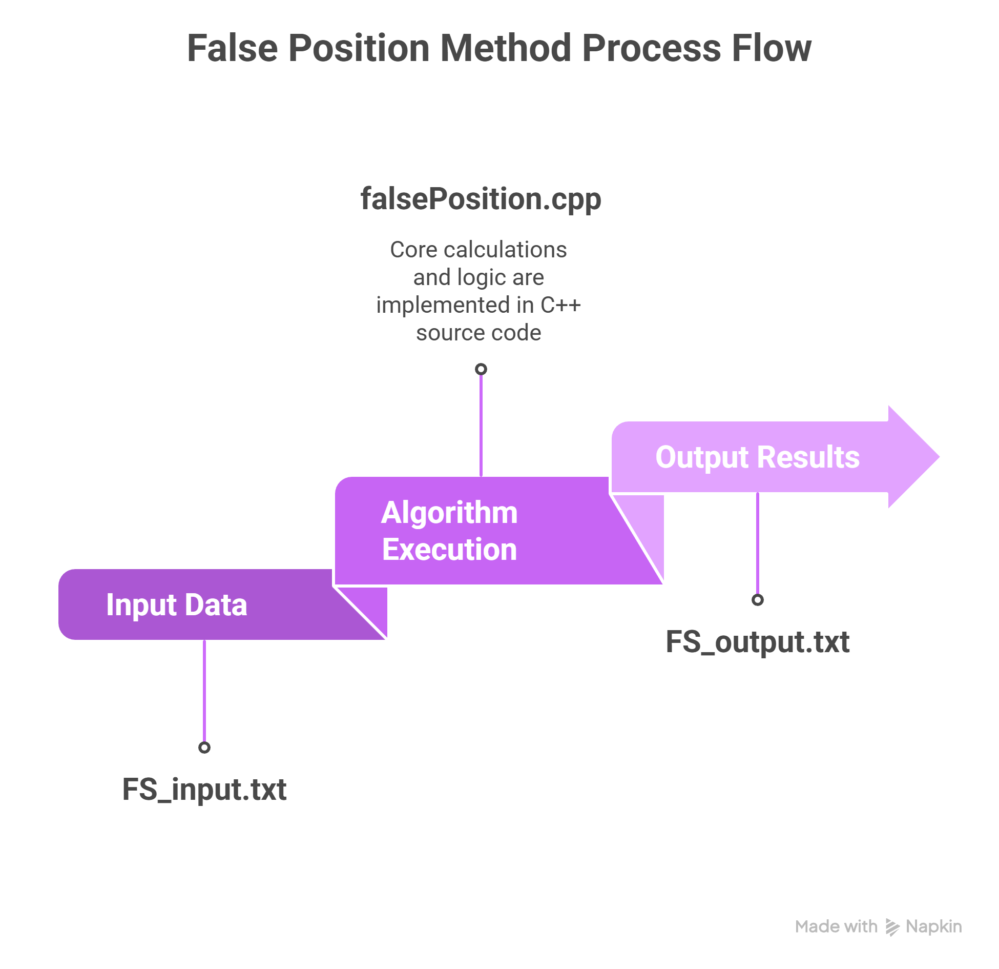 False Position Method Process Flow
falsePosition.cpp
Core calculations
and logic are
implemented in C++
source code
Output Results
Algorithm
Execution
Input Data
FS_output.txt
FS_input.txt
Made with Napkin